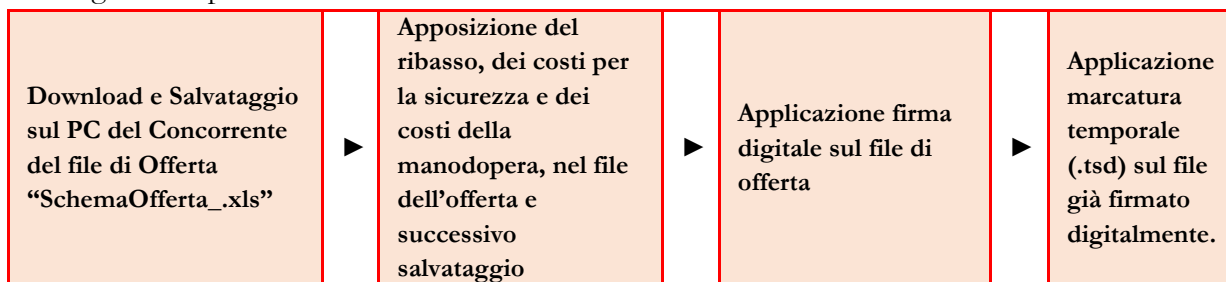 Download e Salvataggio
sul PC del Concorrente
del file di Offerta
“SchemaOfferta_.xls”
►
Apposizione del
ribasso, dei costi per
la sicurezza e dei
costi della
manodopera, nel file
dell’offerta e
successivo
salvataggio
►
Applicazione firma
digitale sul file di
offerta
►
Applicazione
marcatura
temporale
(.tsd) sul file
già firmato
digitalmente.